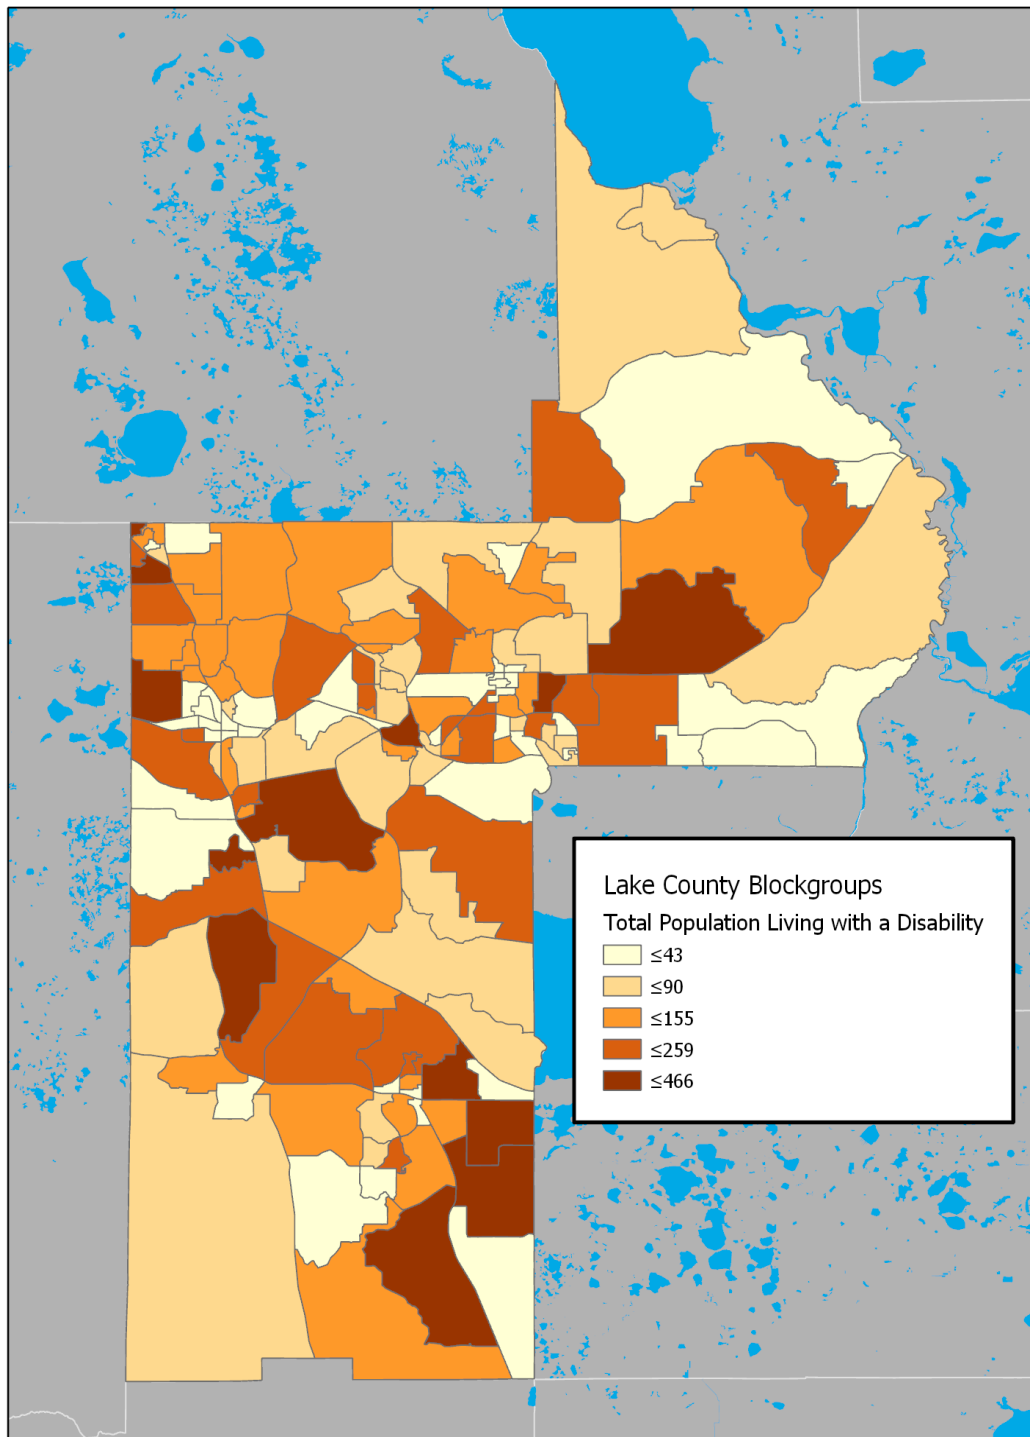 Lake County Blockgroups
Total Population Living with a Disability
≤43
≤90
≤155
≤259
≤466